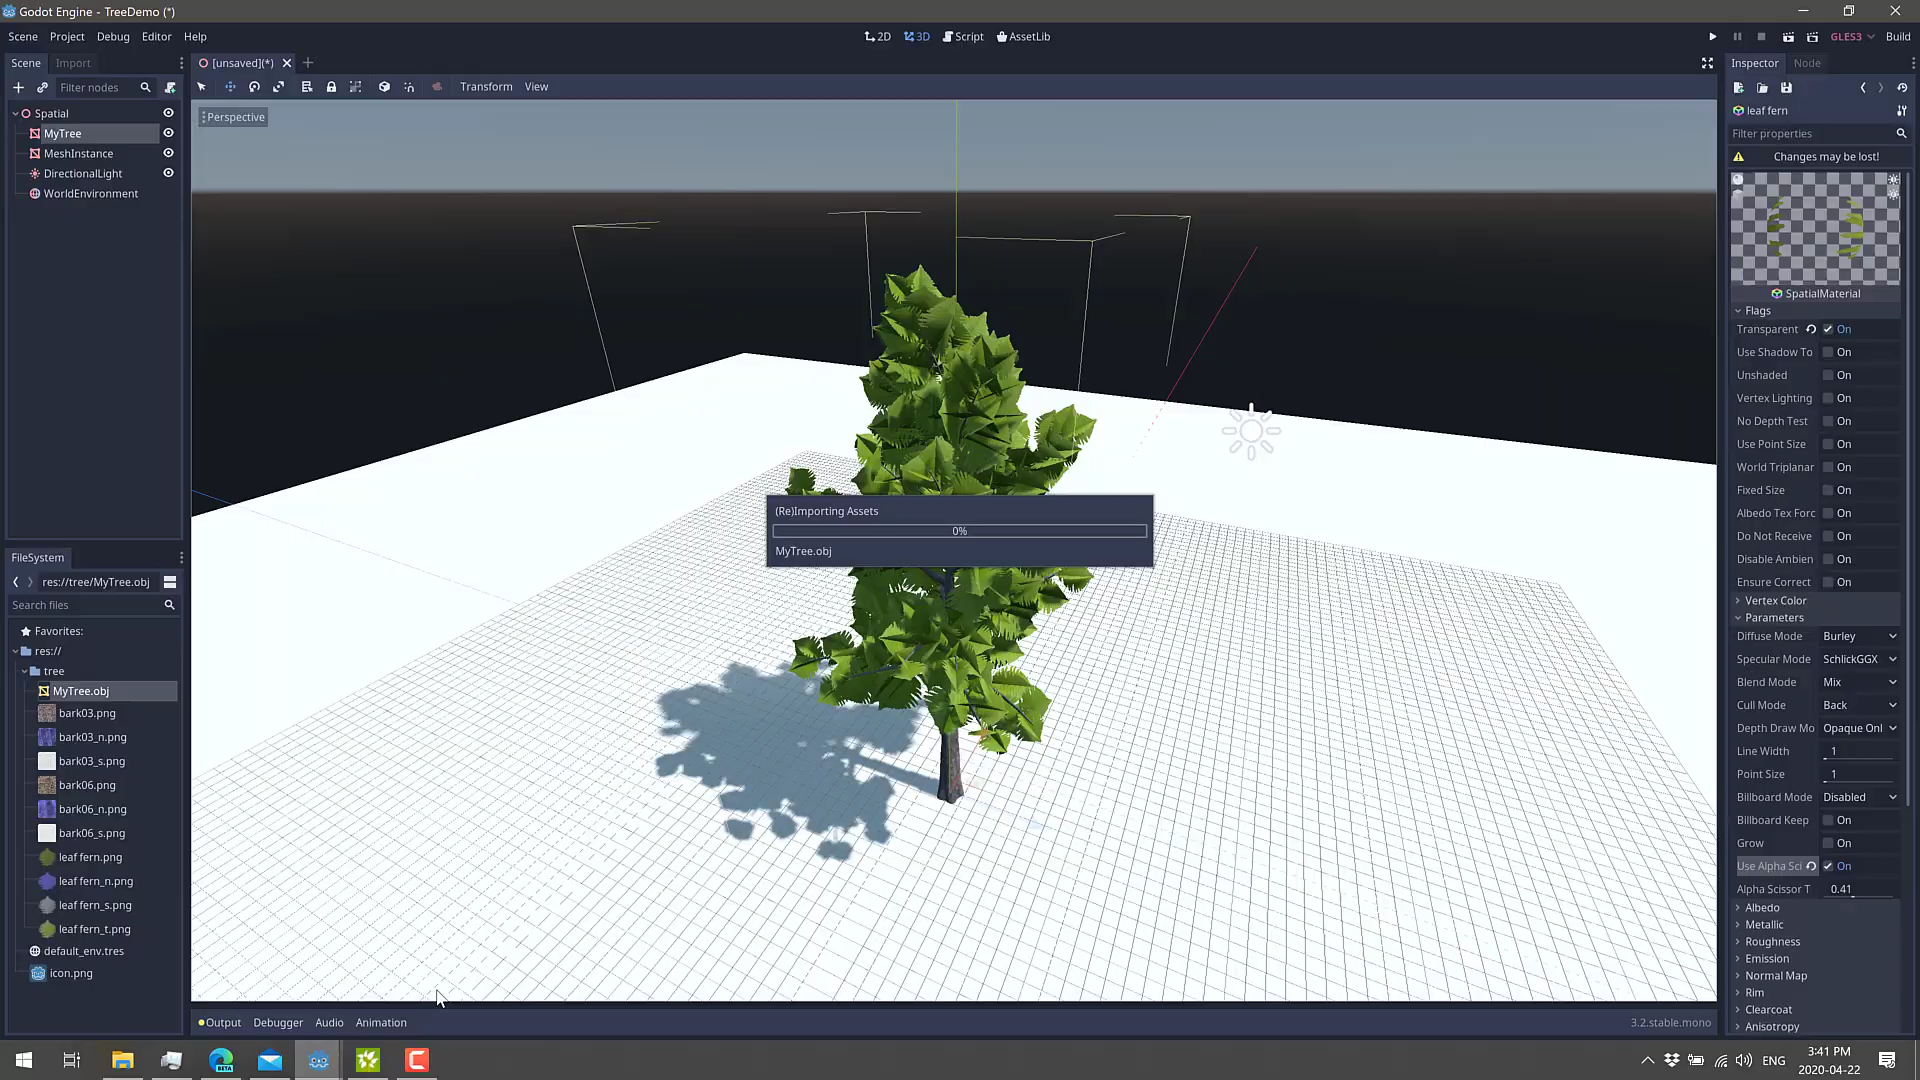 Godot Engine - TreeDemo (*)
Scene Project Debug Editor Help
2D 3D Script AssetLib
GLES3 Build
Scene Import
[unsaved](*)
Inspector Node
Filter nodes
Transform View
leaf fern
Spatial
MyTree
MeshInstance
DirectionalLight
WorldEnvironment
Perspective
Filter properties
Changes may be lost!
SpatialMaterial
Flags
Transparent On
Use Shadow To On
Unshaded On
Vertex Lighting On
No Depth Test On
Use Point Size On
World Triplanar On
Fixed Size On
Albedo Tex Forc On
Do Not Receive On
Disable Ambien On
Ensure Correct On
Vertex Color
Parameters
Diffuse Mode Burley
Specular Mode SchlickGGX
Blend Mode Mix
Cull Mode Back
Depth Draw Mo Opaque Onl
Line Width 1
Point Size 1
Billboard Mode Disabled
Billboard Keep On
Grow On
Use Alpha Sci On
Alpha Scissor T 0.41
Albedo
Metallic
Roughness
Emission
Normal Map
Rim
Clearcoat
Anisotropy
(Re)Importing Assets
0%
MyTree.obj
FileSystem
res://tree/MyTree.obj
Search files
Favorites:
res://
tree
MyTree.obj
bark03.png
bark03_n.png
bark03_s.png
bark06.png
bark06_n.png
bark06_s.png
leaf fern.png
leaf fern_n.png
leaf fern_s.png
leaf fern_t.png
default_env.tres
icon.png
Output Debugger Audio Animation
3.2.stable.mono
BETA
ENG
3:41 PM
2020-04-22